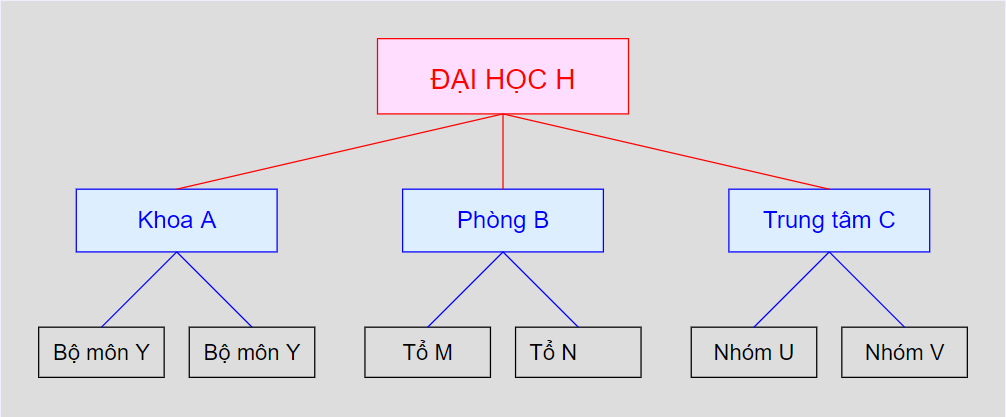 ĐẠI HỌC H
Khoa A
Phòng B
Trung tâm C
Bộ môn Y
Bộ môn Y
Tổ M
Tổ N
Nhóm U
Nhóm V